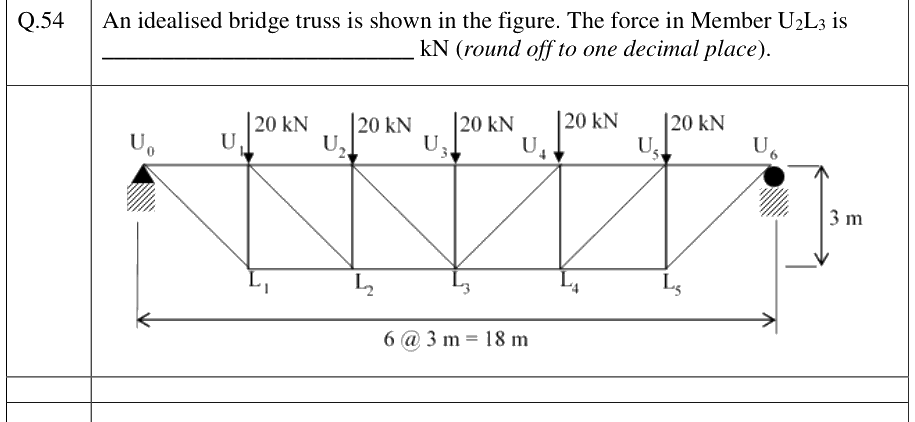 Q.54 An idealised bridge truss is shown in the figure. The force in Member U₂L₃ is
_____________________________ kN (round off to one decimal place).
20 kN 20 kN 20 kN 20 kN 20 kN
U₀ U₁ U₂ U₃ U₄ U₅ U₆
3 m
L₁ L₂ L₃ L₄ L₅
6 @ 3 m = 18 m